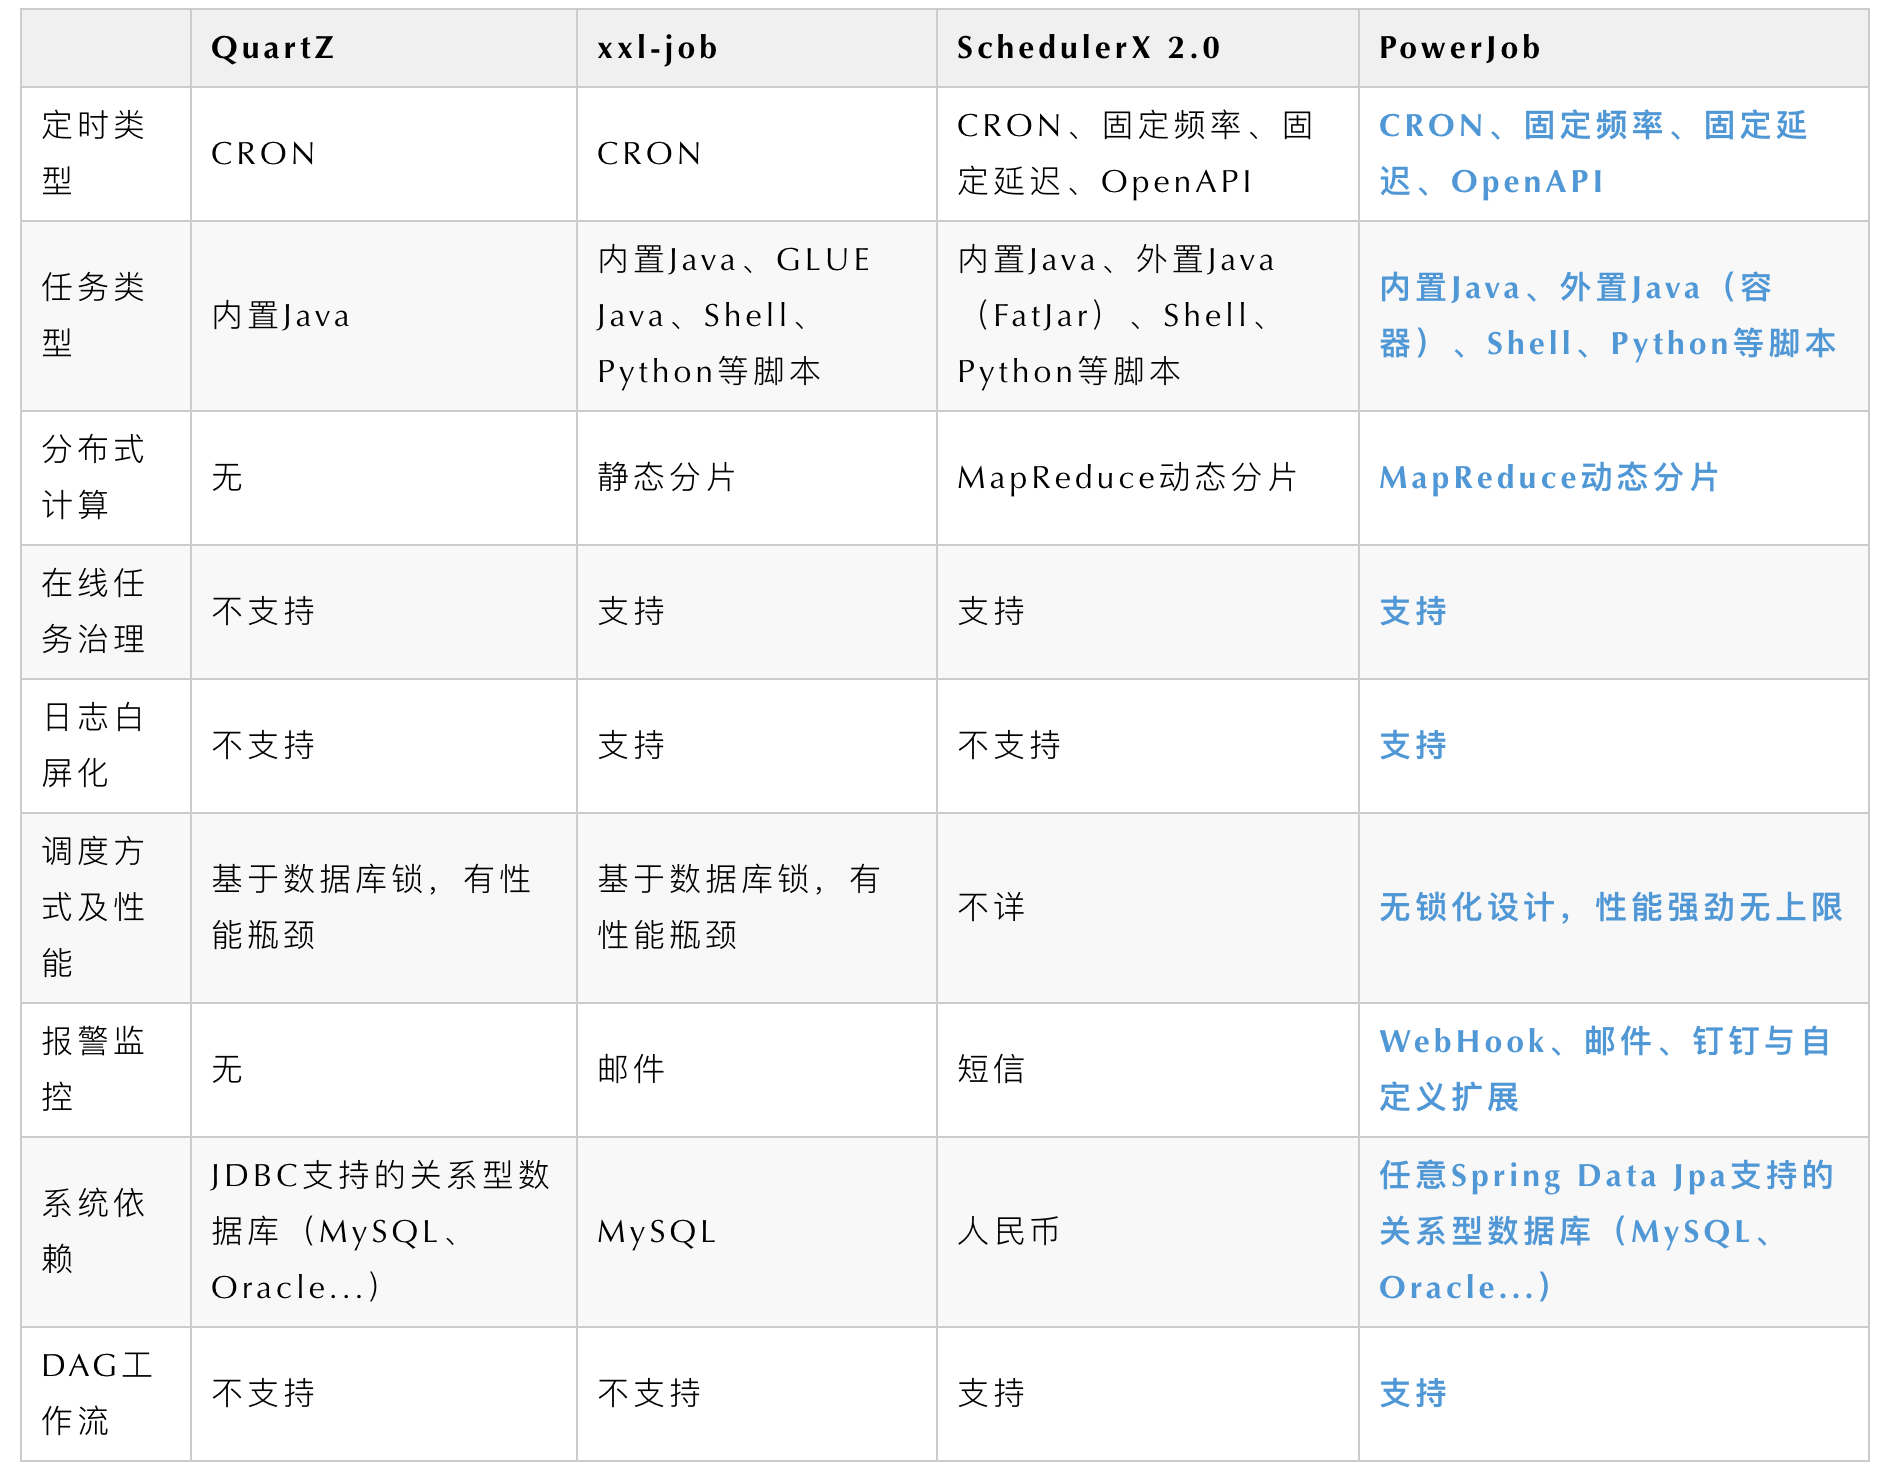 QuartZ xxl-job SchedulerX 2.0 PowerJob
定时类型 CRON CRON CRON、固定频率、固定延迟、OpenAPI CRON、固定频率、固定延迟、OpenAPI
任务类型 内置Java 内置Java、GLUE Java、Shell、Python等脚本 内置Java、外置Java（FatJar）、Shell、Python等脚本 内置Java、外置Java（容器）、Shell、Python等脚本
分布式计算 无 静态分片 MapReduce动态分片 MapReduce动态分片
在线任务治理 不支持 支持 支持 支持
日志白屏化 不支持 支持 不支持 支持
调度方式及性能 基于数据库锁，有性能瓶颈 基于数据库锁，有性能瓶颈 不详 无锁化设计，性能强劲无上限
报警监控 无 邮件 短信 WebHook、邮件、钉钉与自定义扩展
系统依赖 JDBC支持的关系型数据库（MySQL、Oracle...） MySQL 人民币 任意Spring Data Jpa支持的关系型数据库（MySQL、Oracle...）
DAG工作流 不支持 不支持 支持 支持